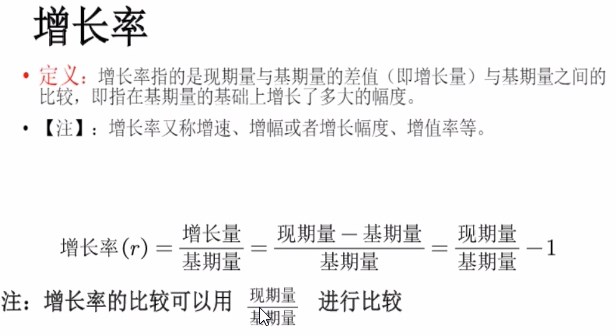 增长率
• 定义：增长率指的是现期量与基期量的差值（即增长量）与基期量之间的
比较，即指在基期量的基础上增长了多大的幅度。
• 【注】：增长率又称增速、增幅或者增长幅度、增值率等。
增长率(r) = 增长量/基期量 = 现期量 − 基期量/基期量 = 现期量/基期量 − 1
注：增长率的比较可以用 现期量/基期量 进行比较